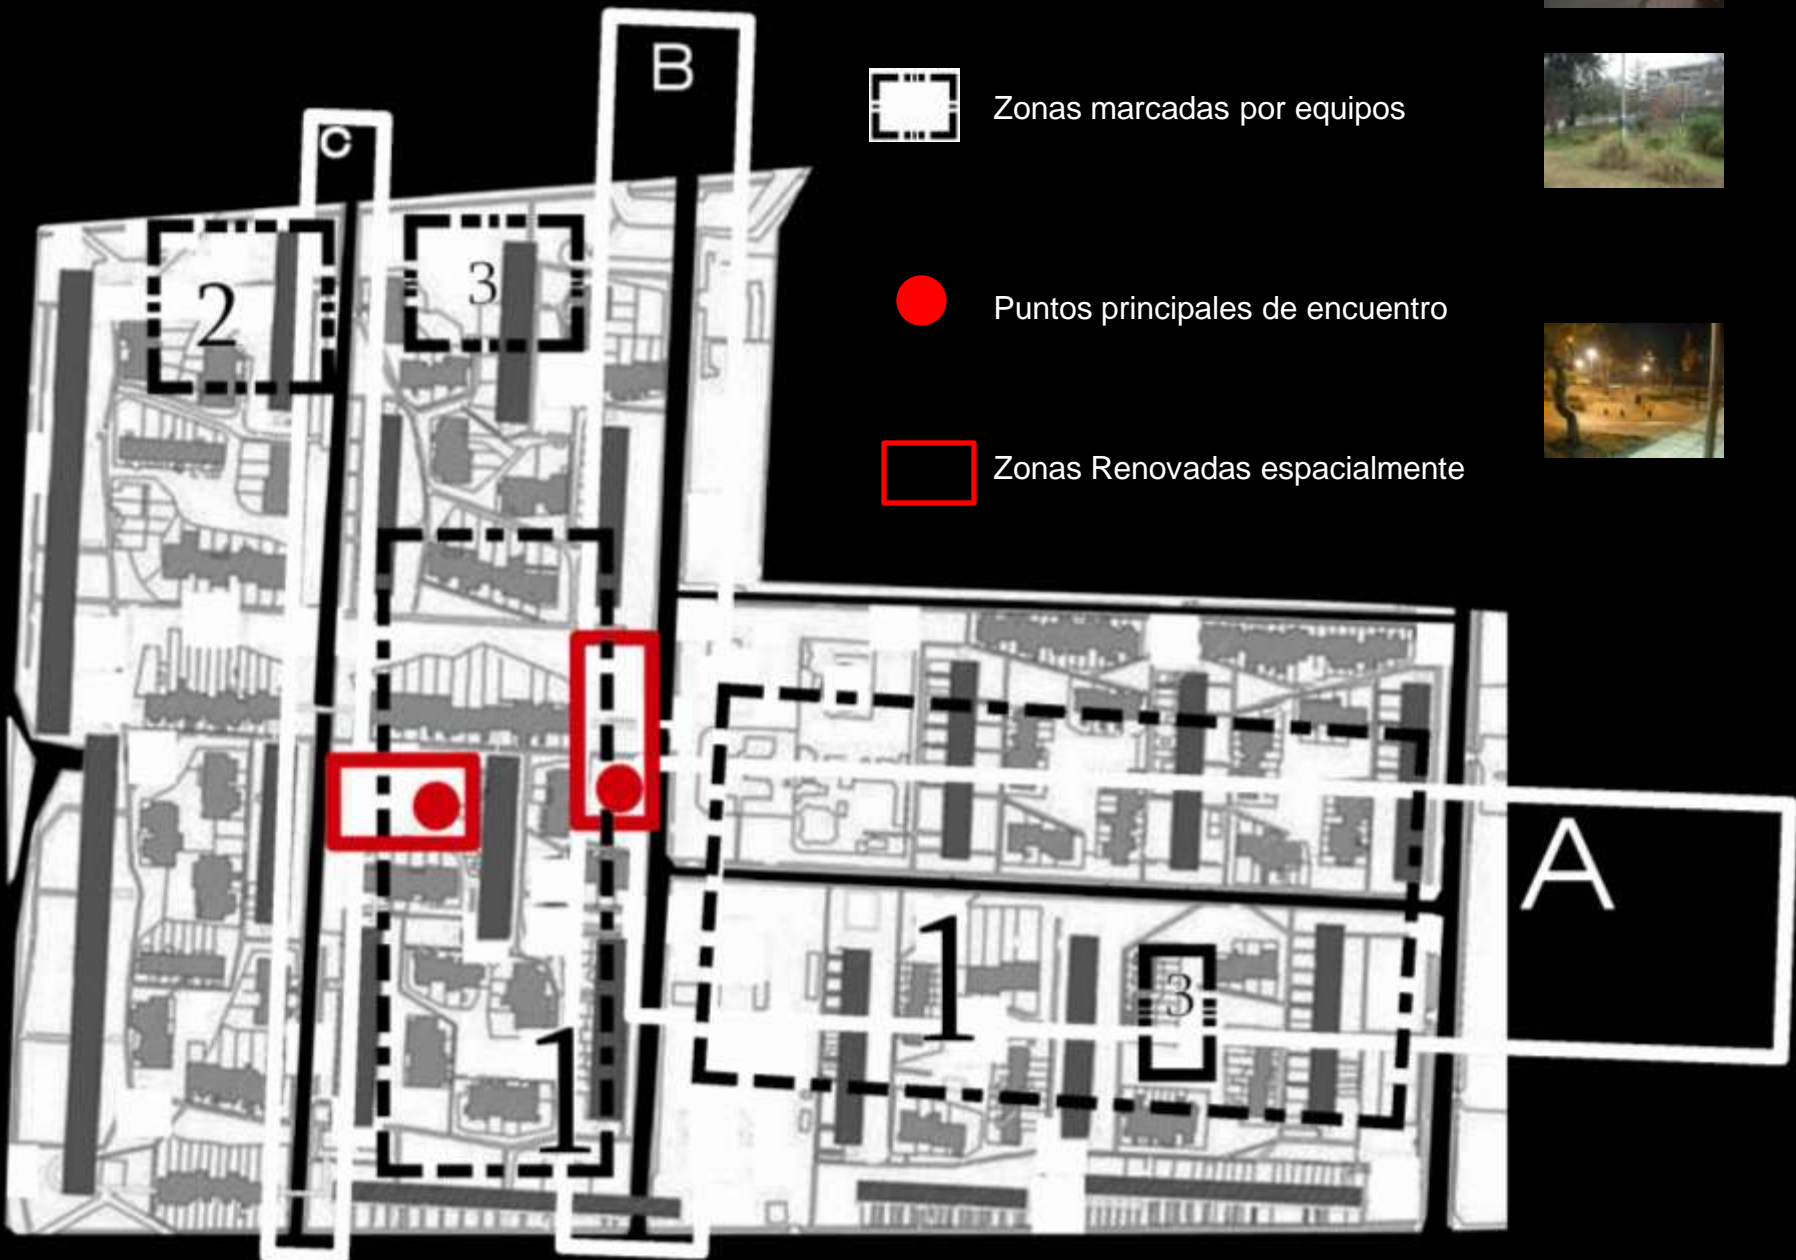 B
C
Zonas marcadas por equipos
2
3
Puntos principales de encuentro
Zonas Renovadas espacialmente
A
1
3
1